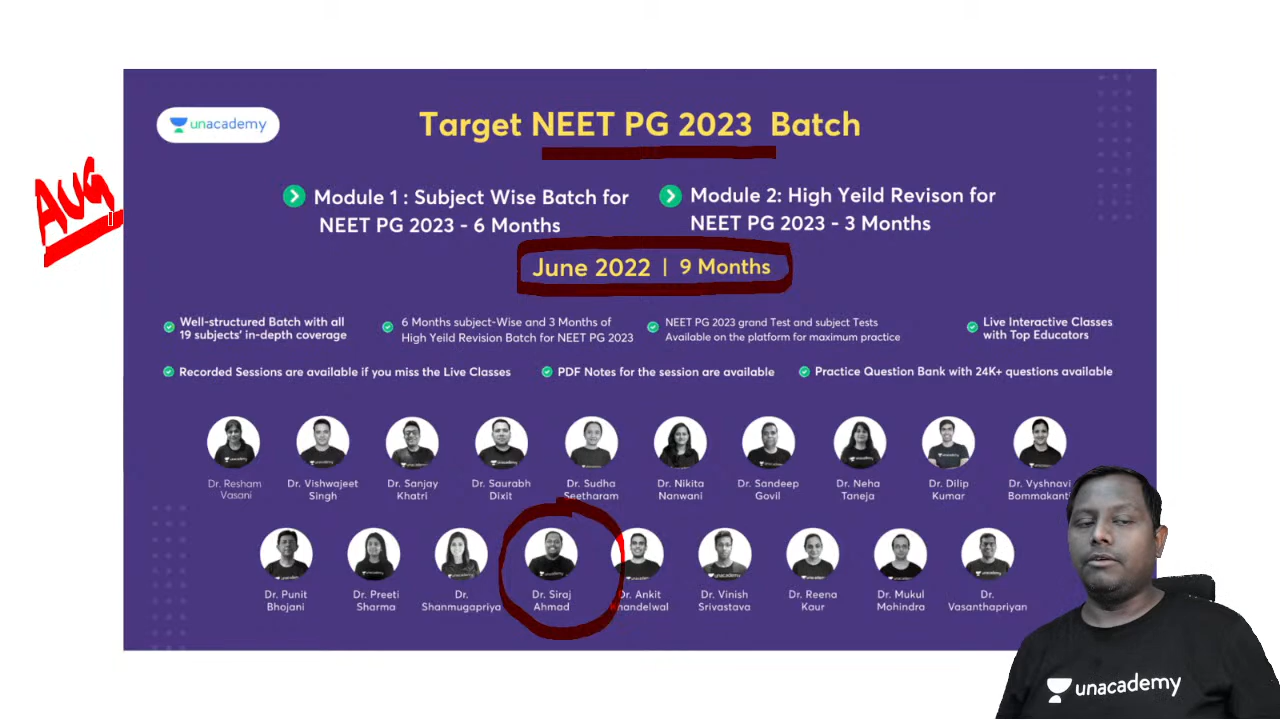 unacademy
Target NEET PG 2023 Batch
AUG
Module 1 : Subject Wise Batch for
NEET PG 2023 - 6 Months
Module 2: High Yeild Revison for
NEET PG 2023 - 3 Months
June 2022 | 9 Months
Well-structured Batch with all
19 subjects' in-depth coverage
6 Months subject-Wise and 3 Months of
High Yeild Revision Batch for NEET PG 2023
NEET PG 2023 grand Test and subject Tests
Available on the platform for maximum practice
Live Interactive Classes
with Top Educators
Recorded Sessions are available if you miss the Live Classes
PDF Notes for the session are available
Practice Question Bank with 24K+ questions available
Dr. Resham
Vasani
Dr. Vishwajeet
Singh
Dr. Sanjay
Khatri
Dr. Saurabh
Dixit
Dr. Sudha
Seetharam
Dr. Nikita
Nanwani
Dr. Sandeep
Govil
Dr. Neha
Taneja
Dr. Dilip
Kumar
Dr. Vyshnavi
Bommakanti
Dr. Punit
Bhojani
Dr. Preeti
Sharma
Dr.
Shanmugapriya
Dr. Siraj
Ahmad
Dr. Ankit
Khandelwal
Dr. Vinish
Srivastava
Dr. Reena
Kaur
Dr. Mukul
Mohindra
Dr.
Vasanthapriyan
unacademy